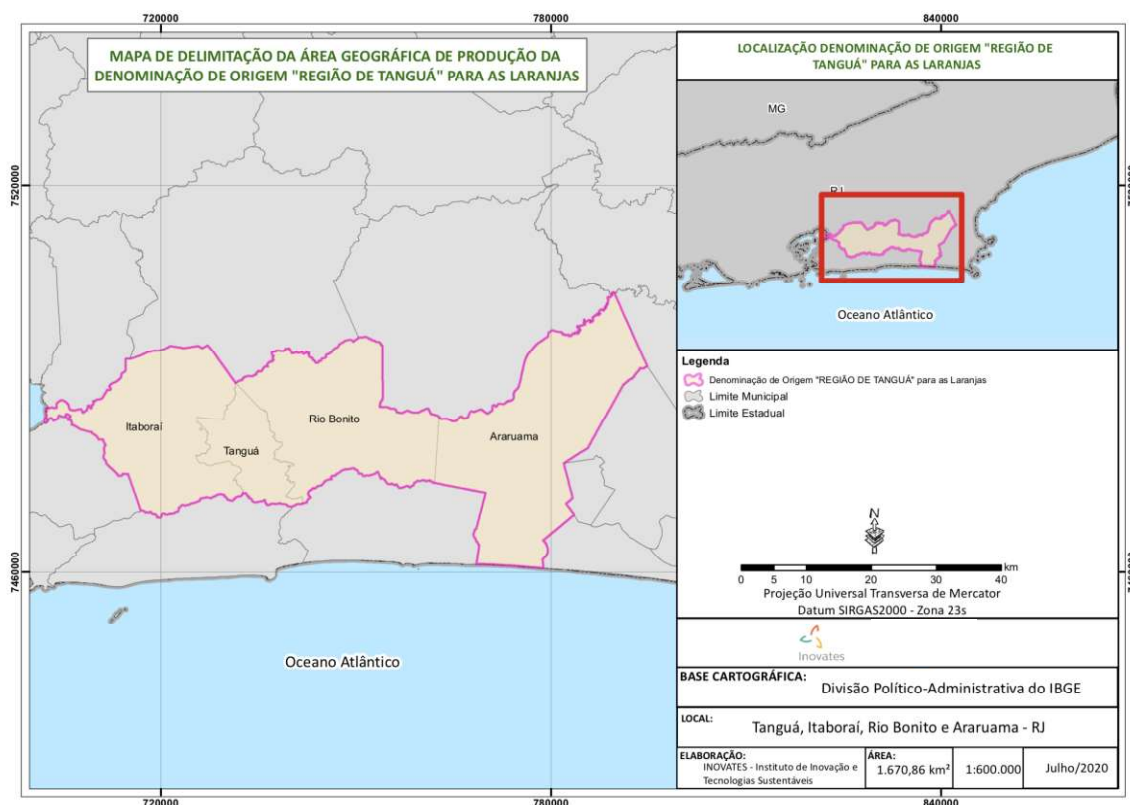 720000
780000
840000
MAPA DE DELIMITAÇÃO DA ÁREA GEOGRÁFICA DE PRODUÇÃO DA
DENOMINAÇÃO DE ORIGEM "REGIÃO DE TANGUÁ" PARA AS LARANJAS
7520000
7460000
Itaboraí
Tanguá
Rio Bonito
Araruama
Oceano Atlântico
LOCALIZAÇÃO DENOMINAÇÃO DE ORIGEM "REGIÃO DE
TANGUÁ" PARA AS LARANJAS
MG
RJ
Oceano Atlântico
Legenda
Denominação de Origem "REGIÃO DE TANGUÁ" para as Laranjas
Limite Municipal
Limite Estadual
N
km
0 5 10 20 30 40
Projeção Universal Transversa de Mercator
Datum SIRGAS2000 - Zona 23s
Inovates
BASE CARTOGRÁFICA: Divisão Político-Administrativa do IBGE
LOCAL: Tanguá, Itaboraí, Rio Bonito e Araruama - RJ
ELABORAÇÃO:
INOVATES - Instituto de Inovação e
Tecnologias Sustentáveis
ÁREA:
1.670,86 km²
1:600.000
Julho/2020
720000
780000
840000